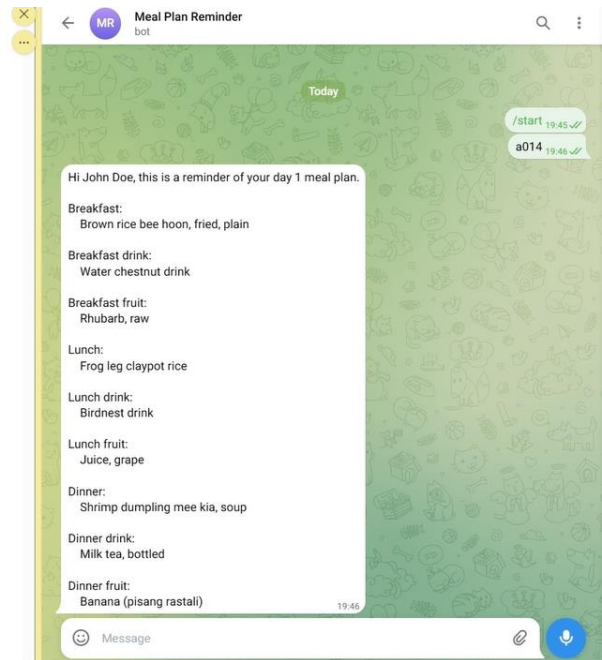 MR
Meal Plan Reminder
bot
Today
/start 19:45
a014 19:46
Hi John Doe, this is a reminder of your day 1 meal plan.
Breakfast:
Brown rice bee hoon, fried, plain
Breakfast drink:
Water chestnut drink
Breakfast fruit:
Rhubarb, raw
Lunch:
Frog leg claypot rice
Lunch drink:
Birdnest drink
Lunch fruit:
Juice, grape
Dinner:
Shrimp dumpling mee kia, soup
Dinner drink:
Milk tea, bottled
Dinner fruit:
Banana (pisang rastali)
19:46
Message